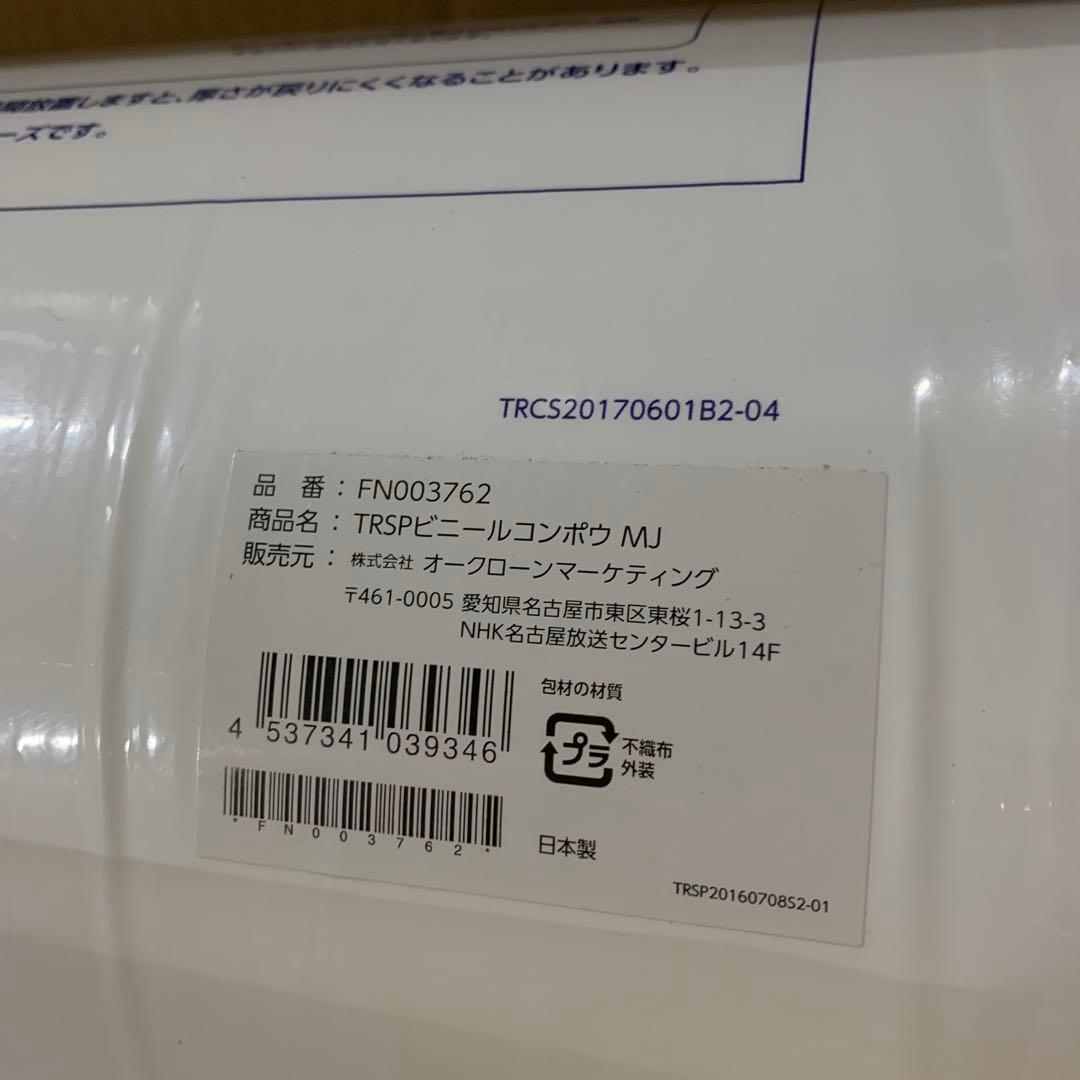 放置しますと、厚さが戻りにくくなることがあります。
ーズです。
TRCS20170601B2-04
品 番：FN003762
商品名：TRSPビニールコンポウ MJ
販売元：株式会社 オークローンマーケティング
〒461-0005 愛知県名古屋市東区東桜1-13-3
NHK名古屋放送センタービル14F
4 537341 039346
*FN003762*
包材の材質
プラ
不織布
外装
日本製
TRSP20160708S2-01